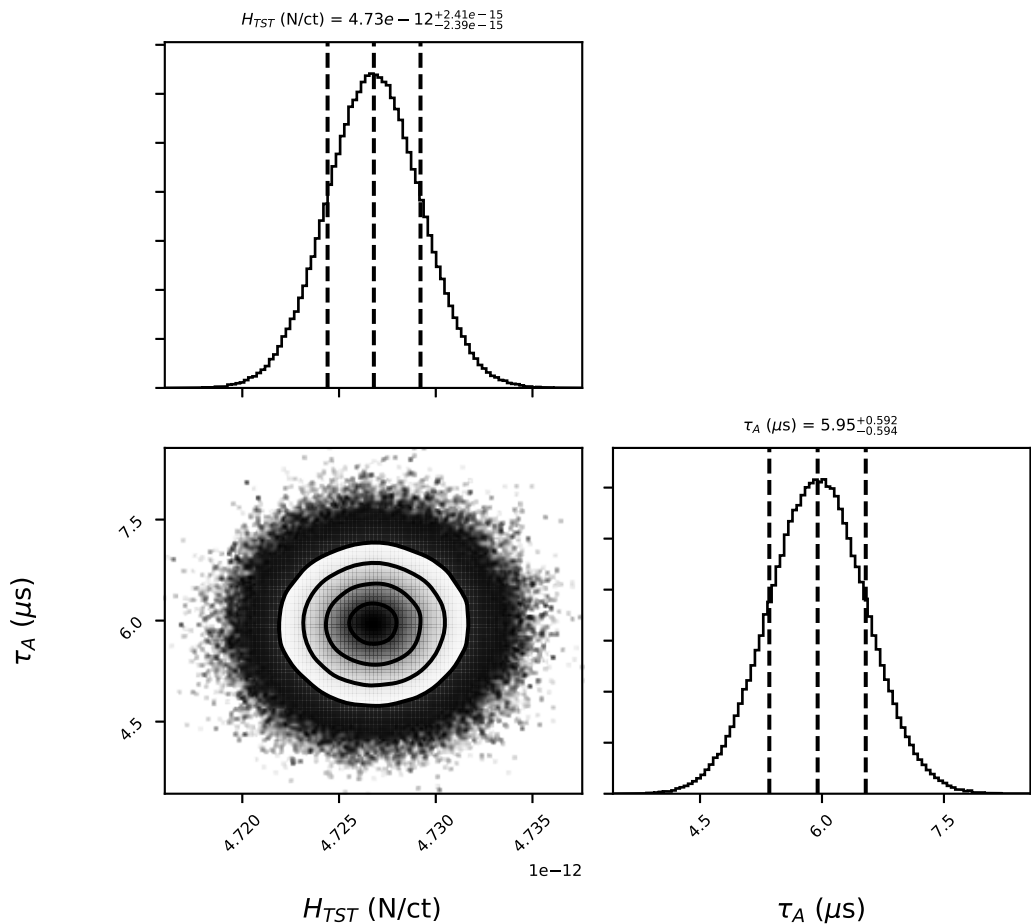 H_TST (N/ct) = 4.73e−12 +2.41e−15 −2.39e−15
τ_A (μs) = 5.95 +0.592 −0.594
7.5
6.0
4.5
τ_A (μs)
4.720 4.725 4.730 4.735
1e−12
H_TST (N/ct)
4.5 6.0 7.5
τ_A (μs)